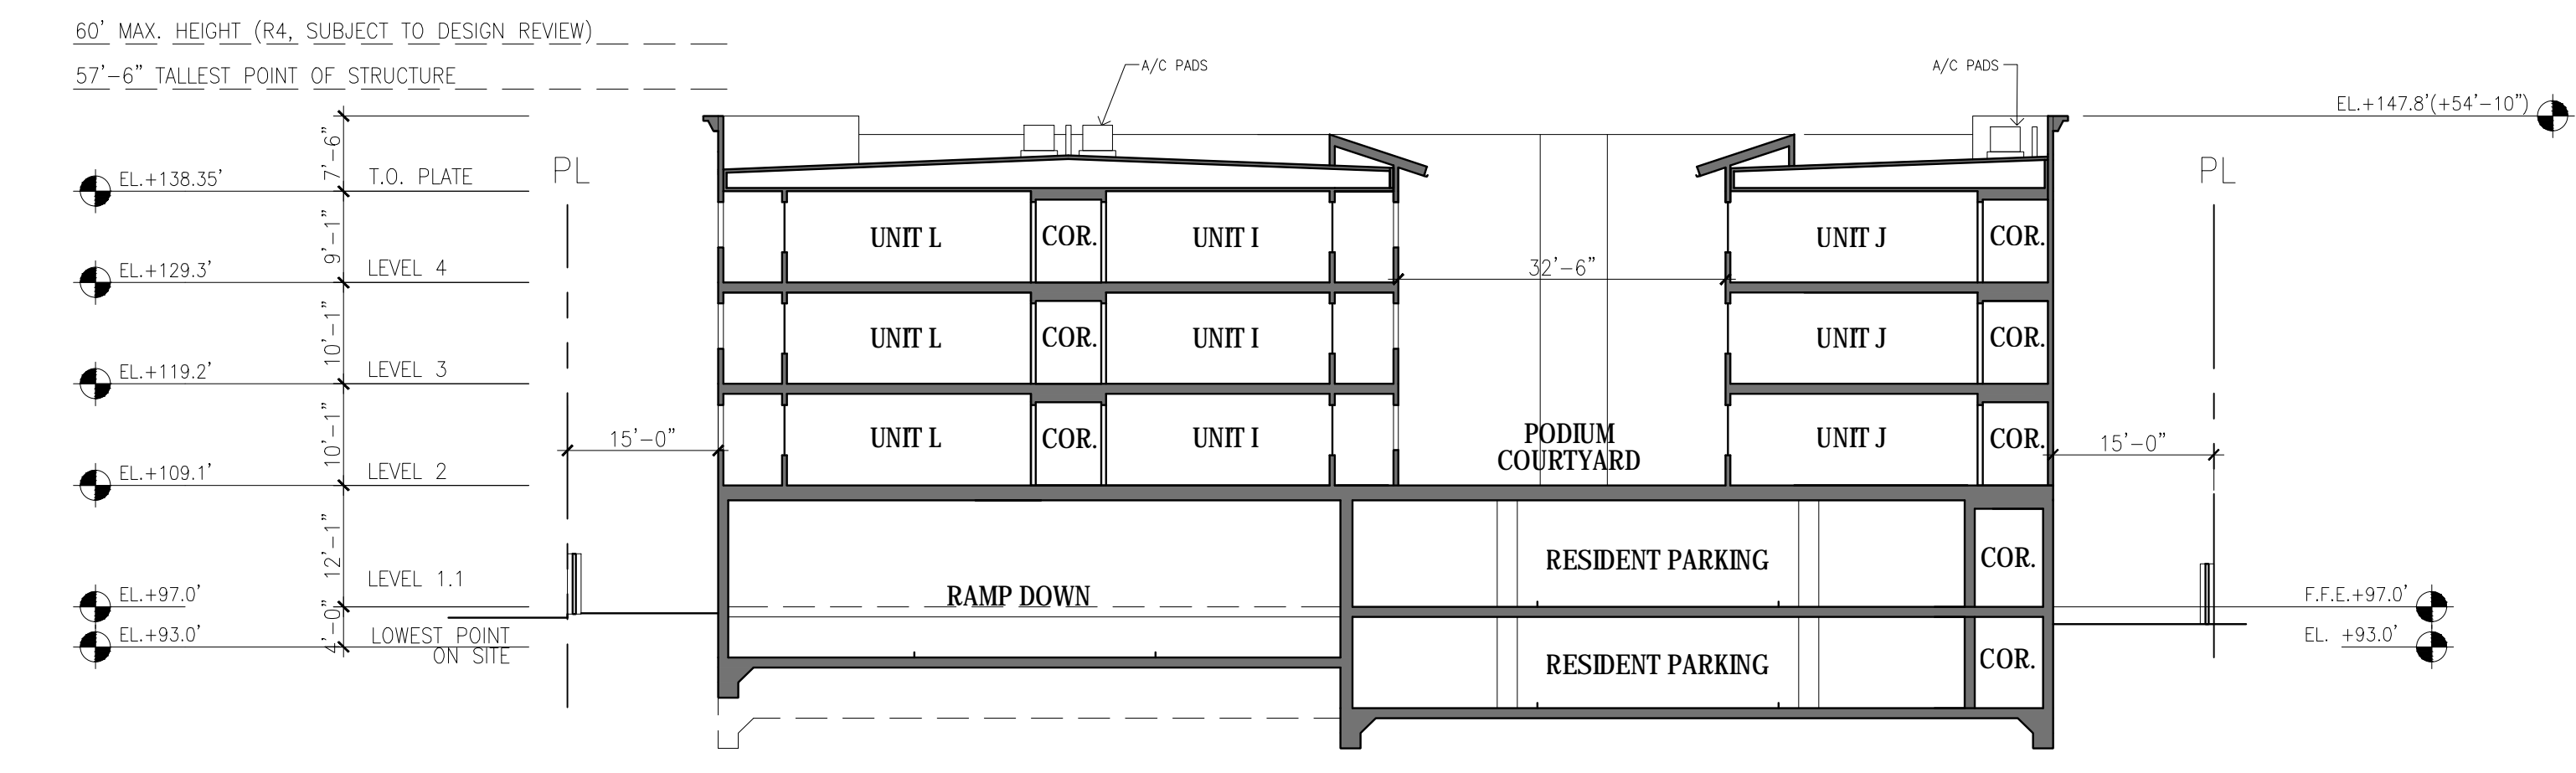 60' MAX. HEIGHT (R4, SUBJECT TO DESIGN REVIEW)
57'-6" TALLEST POINT OF STRUCTURE
A/C PADS
A/C PADS
EL.+147.8'(+54'-10")
7'-6"
EL.+138.35'
T.O. PLATE
PL
PL
9'-1"
UNIT L
COR.
UNIT I
UNIT J
COR.
EL.+129.3'
LEVEL 4
32'-6"
10'-1"
UNIT L
COR.
UNIT I
UNIT J
COR.
EL.+119.2'
LEVEL 3
10'-1"
15'-0"
UNIT L
COR.
UNIT I
PODIUM
COURTYARD
UNIT J
COR.
15'-0"
EL.+109.1'
LEVEL 2
12'-1"
RESIDENT PARKING
COR.
LEVEL 1.1
EL.+97.0'
RAMP DOWN
F.F.E.+97.0'
4'-0"
EL.+93.0'
LOWEST POINT
ON SITE
EL. +93.0'
RESIDENT PARKING
COR.